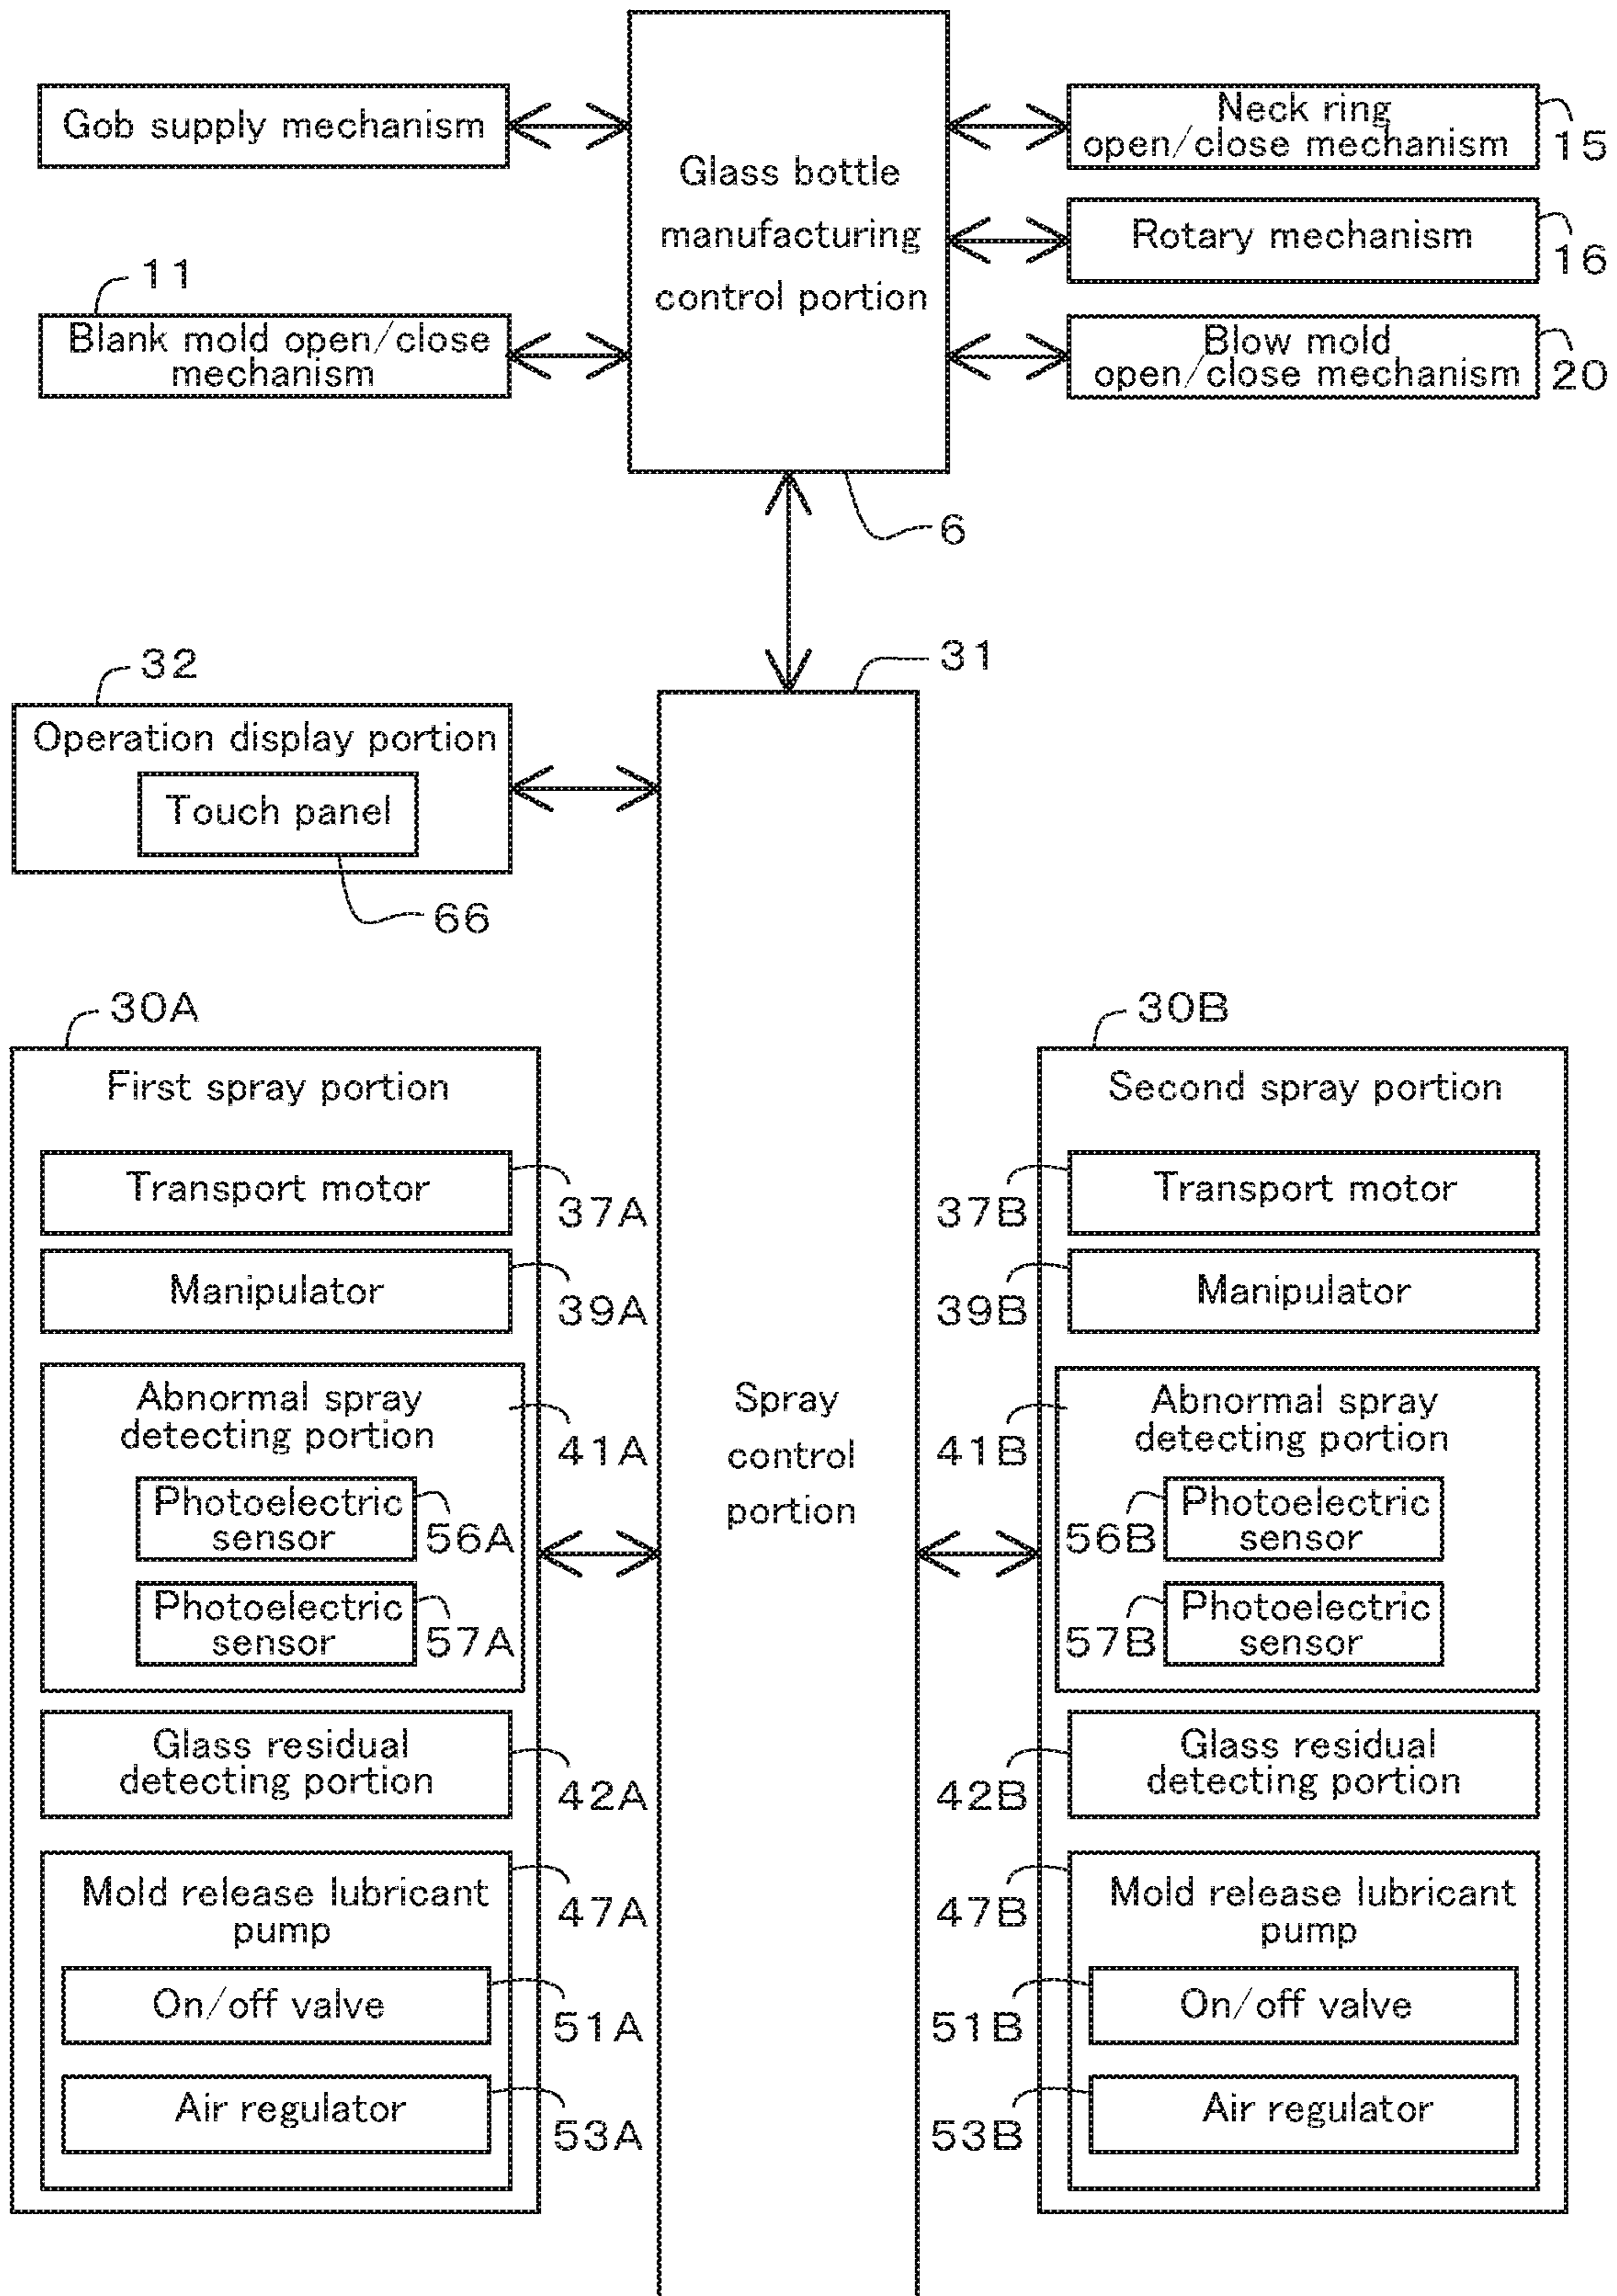 Gob supply mechanism
11
Blank mold open/close
mechanism
Glass bottle
manufacturing
control portion
6
Neck ring
open/close mechanism
15
Rotary mechanism
16
Blow mold
open/close mechanism
20
32
Operation display portion
Touch panel
66
31
Spray
control
portion
30A
First spray portion
Transport motor
37A
Manipulator
39A
Abnormal spray
detecting portion
41A
Photoelectric
sensor
56A
Photoelectric
sensor
57A
Glass residual
detecting portion
42A
Mold release lubricant
pump
47A
On/off valve
51A
Air regulator
53A
30B
Second spray portion
37B
Transport motor
39B
Manipulator
41B
Abnormal spray
detecting portion
56B
Photoelectric
sensor
57B
Photoelectric
sensor
42B
Glass residual
detecting portion
47B
Mold release lubricant
pump
51B
On/off valve
53B
Air regulator